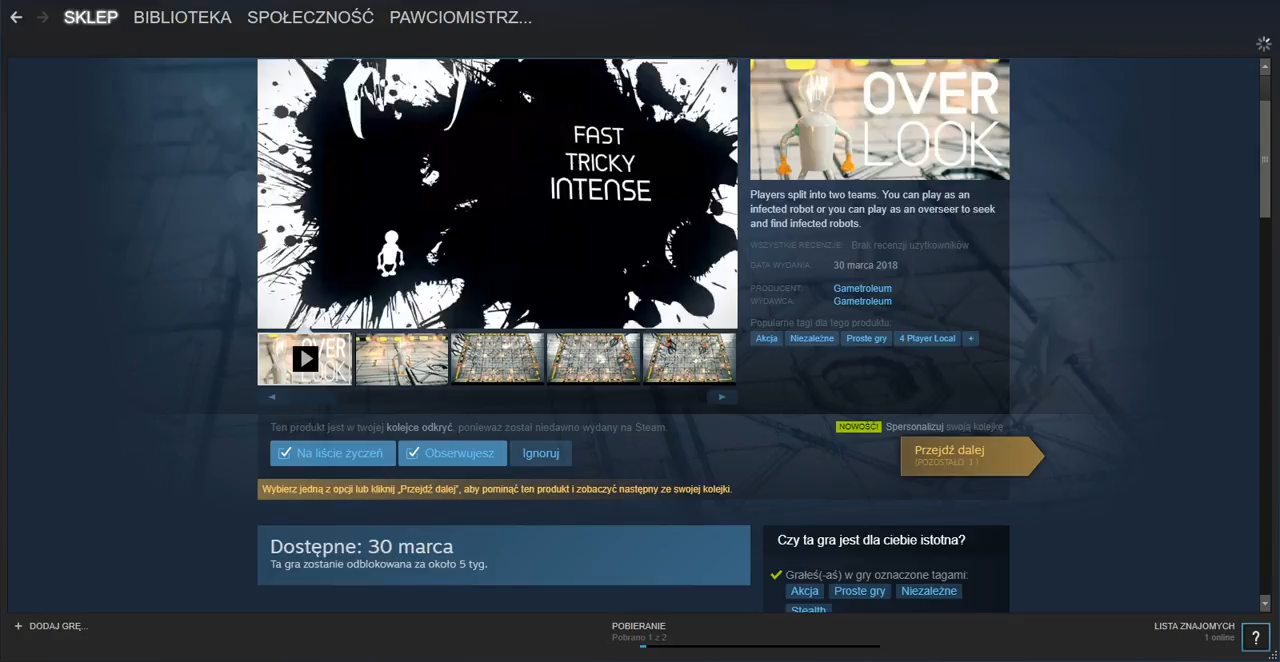 SKLEP BIBLIOTEKA SPOŁECZNOŚĆ PAWCIOMISTRZ...
FAST
TRICKY
INTENSE
OVER
LOOK
Players split into two teams. You can play as an
infected robot or you can play as an overseer to seek
and find infected robots.
WSZYSTKIE RECENZJE: Brak recenzji użytkowników
DATA WYDANIA: 30 marca 2018
PRODUCENT: Gametroleum
WYDAWCA: Gametroleum
Popularne tagi dla tego produktu:
Akcja Niezależne Proste gry 4 Player Local +
OVER
LOOK
Ten produkt jest w twojej kolejce odkryć, ponieważ został niedawno wydany na Steam.
NOWOŚĆ! Spersonalizuj swoją kolejkę
Na liście życzeń Obserwujesz Ignoruj
Przejdź dalej
(POZOSTAŁO: 1 )
Wybierz jedną z opcji lub kliknij „Przejdź dalej”, aby pominąć ten produkt i zobaczyć następny ze swojej kolejki.
Dostępne: 30 marca
Ta gra zostanie odblokowana za około 5 tyg.
Czy ta gra jest dla ciebie istotna?
Grałeś(-aś) w gry oznaczone tagami:
Akcja Proste gry Niezależne
Stealth
+ DODAJ GRĘ...
POBIERANIE
Pobrano 1 z 2
LISTA ZNAJOMYCH
1 online
?